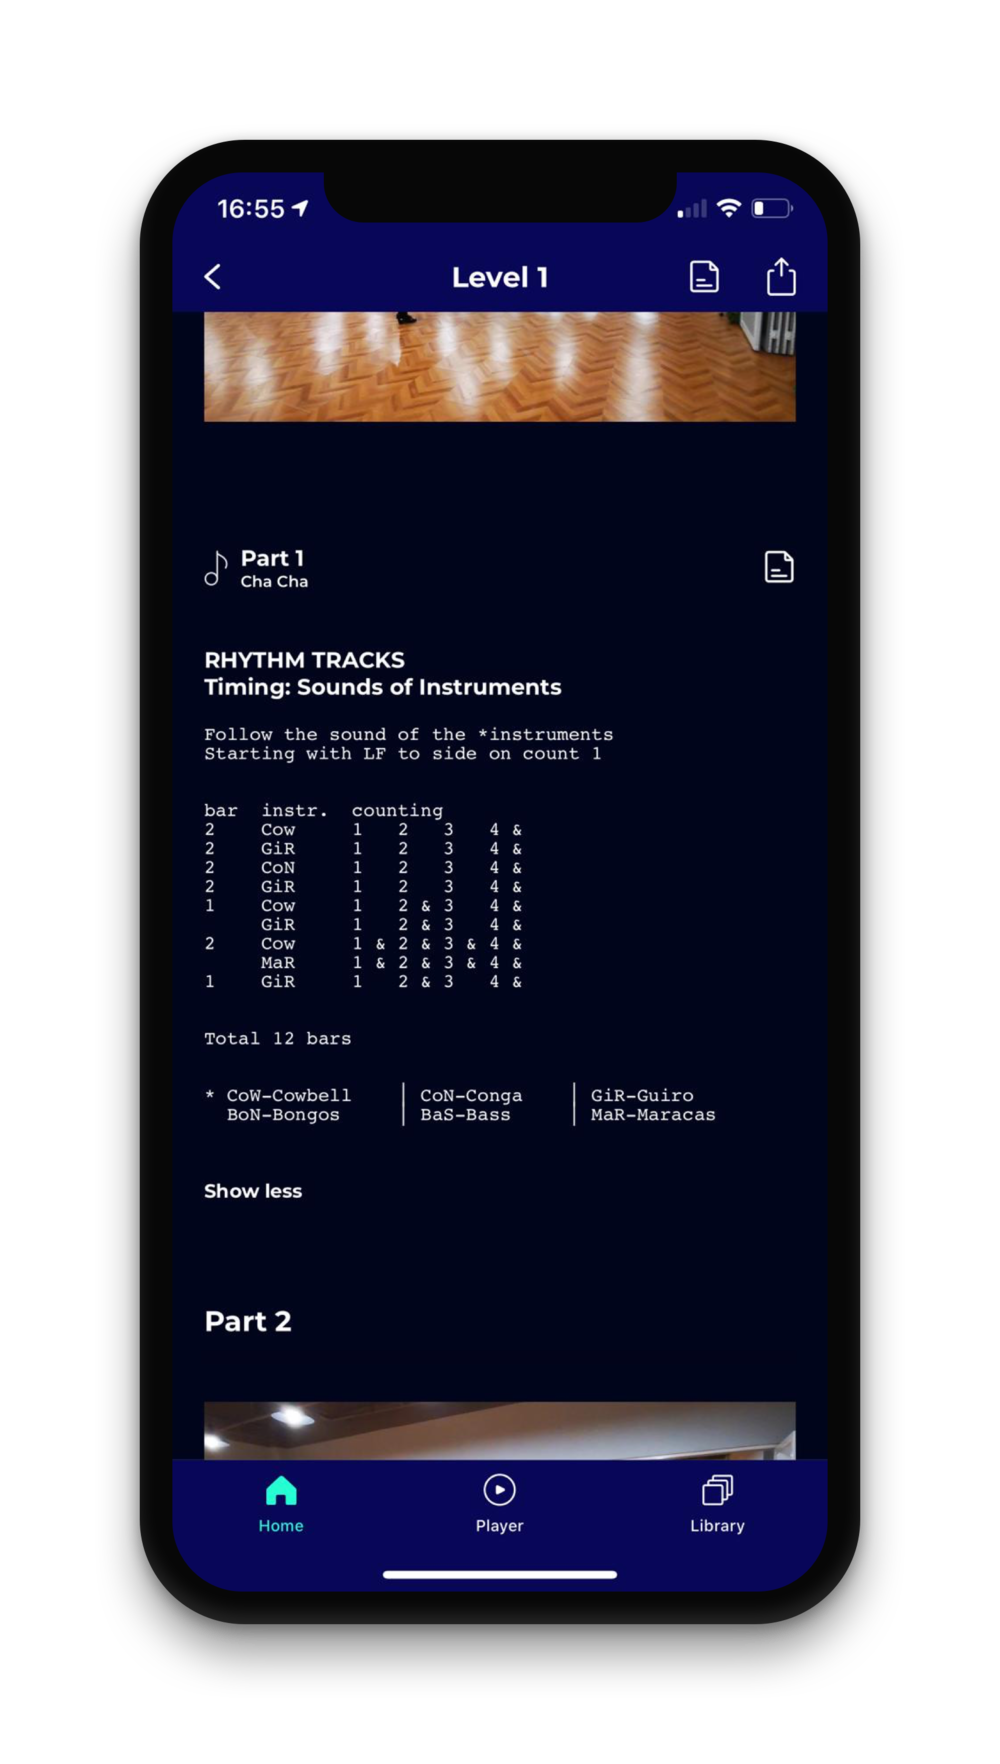 16:55
Level 1
Part 1
Cha Cha
RHYTHM TRACKS
Timing: Sounds of Instruments
Follow the sound of the *instruments
Starting with LF to side on count 1
bar instr. counting
2 Cow 1 2 3 4 &
2 GiR 1 2 3 4 &
2 CoN 1 2 3 4 &
2 GiR 1 2 3 4 &
1 Cow 1 2 & 3 4 &
GiR 1 2 & 3 4 &
2 Cow 1 & 2 & 3 & 4 &
MaR 1 & 2 & 3 & 4 &
1 GiR 1 2 & 3 4 &
Total 12 bars
* CoW-Cowbell | CoN-Conga | GiR-Guiro
BoN-Bongos | BaS-Bass | MaR-Maracas
Show less
Part 2
Home Player Library